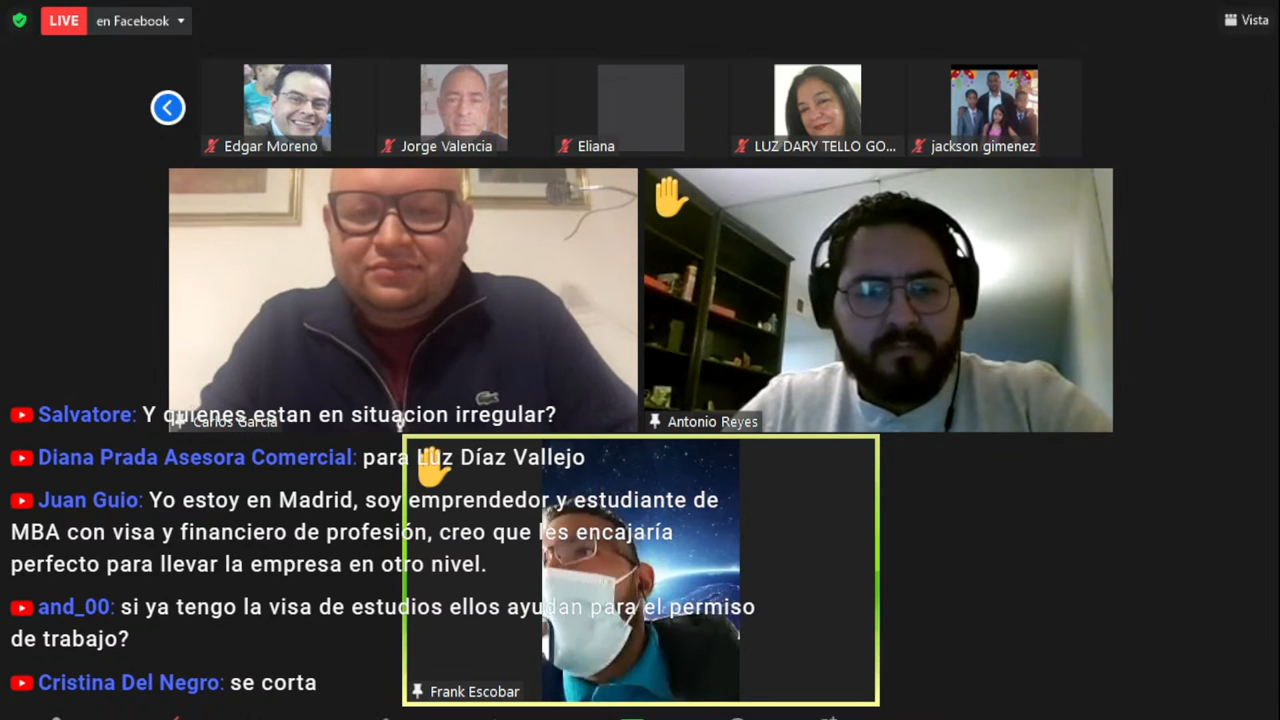 LIVE en Facebook
Vista
Edgar Moreno
Jorge Valencia
Eliana
LUZ DARY TELLO GO...
jackson gimenez
Carlos Garcia
Antonio Reyes
Salvatore: Y quienes estan en situacion irregular?
Diana Prada Asesora Comercial: para Luz Díaz Vallejo
Juan Guio: Yo estoy en Madrid, soy emprendedor y estudiante de
MBA con visa y financiero de profesión, creo que les encajaría
perfecto para llevar la empresa en otro nivel.
and_00: si ya tengo la visa de estudios ellos ayudan para el permiso
de trabajo?
Cristina Del Negro: se corta
Frank Escobar